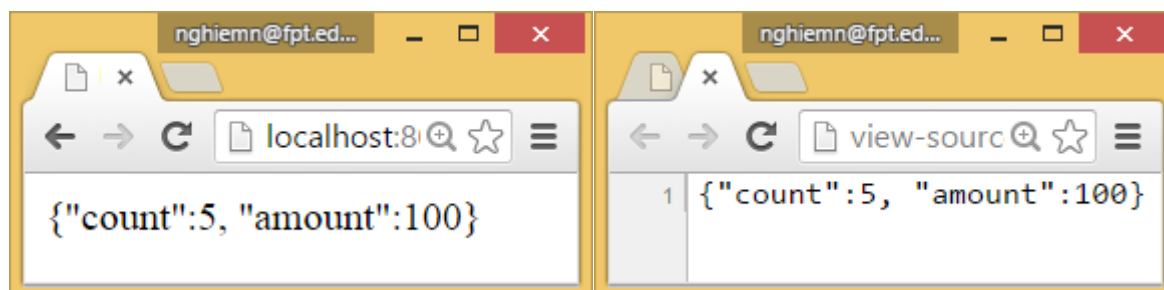 nghiemn@fpt.ed...
localhost:8
{"count":5, "amount":100}
nghiemn@fpt.ed...
view-sourc
1 {"count":5, "amount":100}